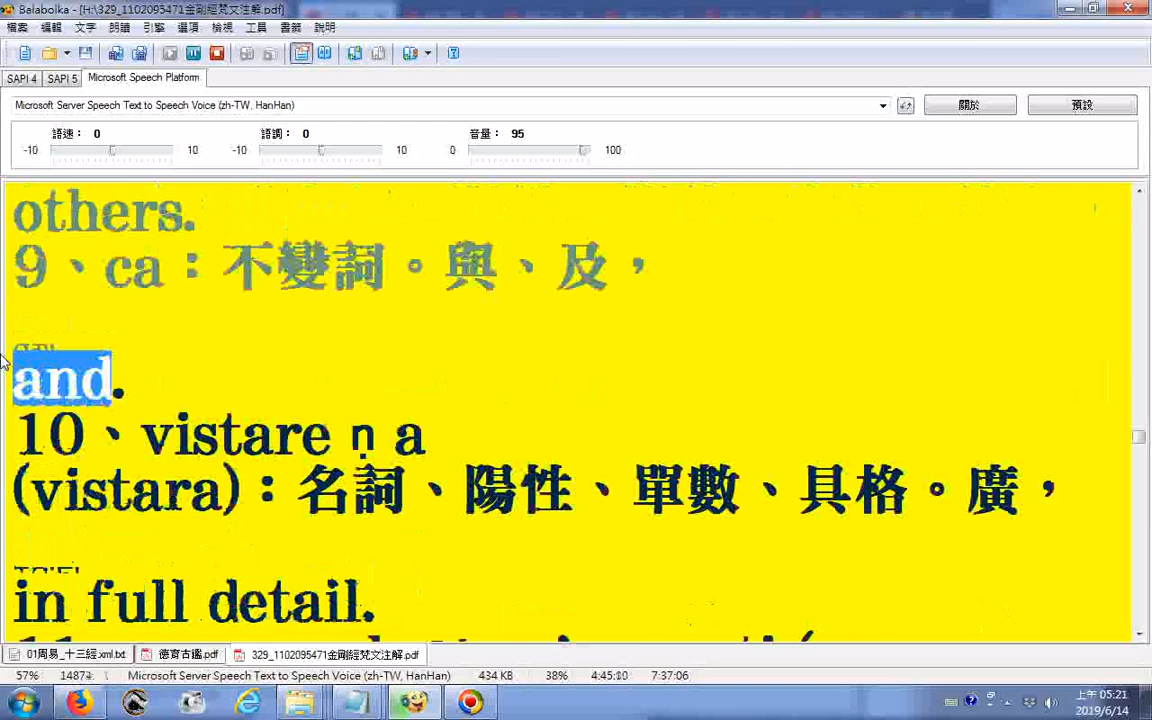 Balabolka - [H:\329_1102095471金剛經梵文注解.pdf]
檔案 編輯 文字 朗讀 引擎 選項 檢視 工具 書籤 說明
SAPI 4 SAPI 5 Microsoft Speech Platform
Microsoft Server Speech Text to Speech Voice (zh-TW, HanHan) 關於 預設
語速： 0 語調： 0 音量： 95
-10 10 -10 10 0 100
others.
9、ca：不變詞。與、及，
and.
10、vistare ṇ a
(vistara)：名詞、陽性、單數、具格。廣，
in full detail.
01周易_十三經.xml.txt 德育古鑑.pdf 329_1102095471金剛經梵文注解.pdf
57% Microsoft Server Speech Text to Speech Voice (zh-TW, HanHan) 434 KB 38% 4:45:10 7:37:06
上午 05:21
2019/6/14